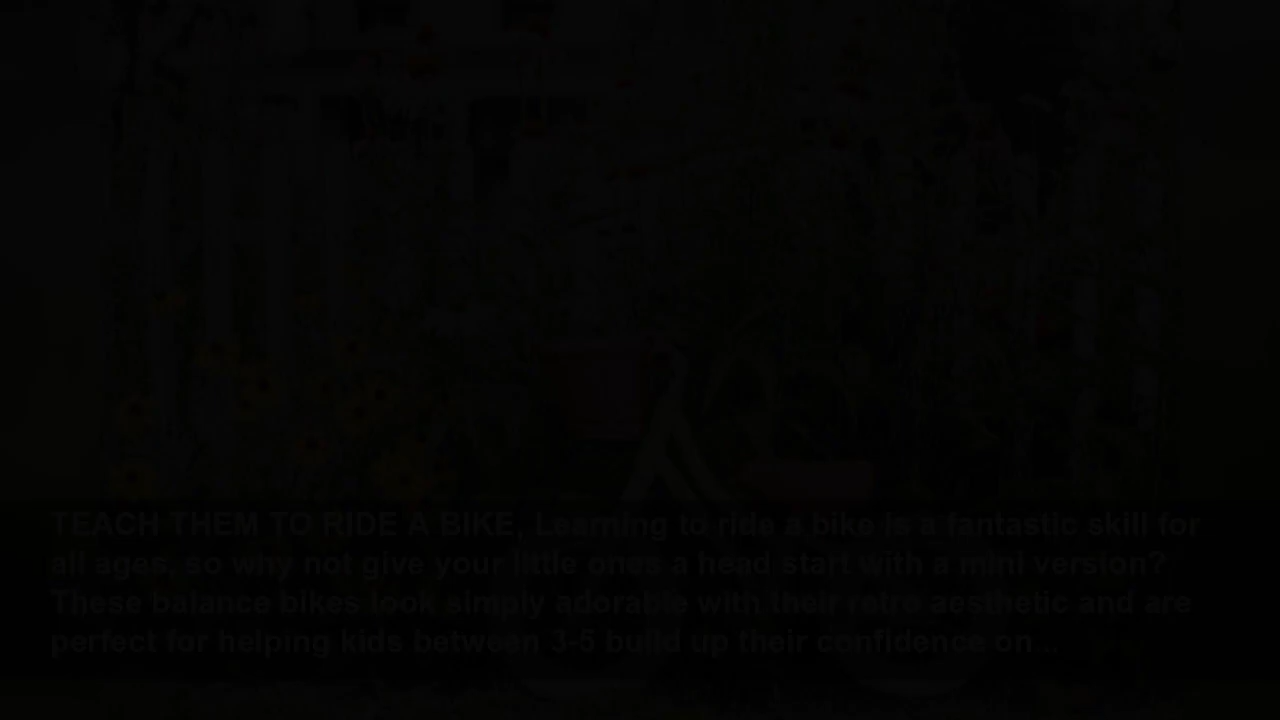 TEACH THEM TO RIDE A BIKE, Learning to ride a bike is a fantastic skill for
all ages, so why not give your little ones a head start with a mini version?
These balance bikes look simply adorable with their retro aesthetic and are
perfect for helping kids between 3-5 build up their confidence on...